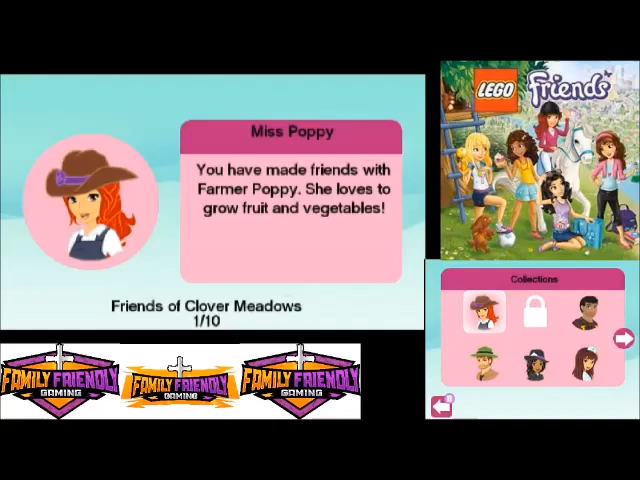 Miss Poppy
You have made friends with
Farmer Poppy. She loves to
grow fruit and vegetables!
Friends of Clover Meadows
1/10
LEGO Friends
Collections
FAMILY FRIENDLY
GAMING
FAMILY FRIENDLY
GAMING
FAMILY FRIENDLY
GAMING